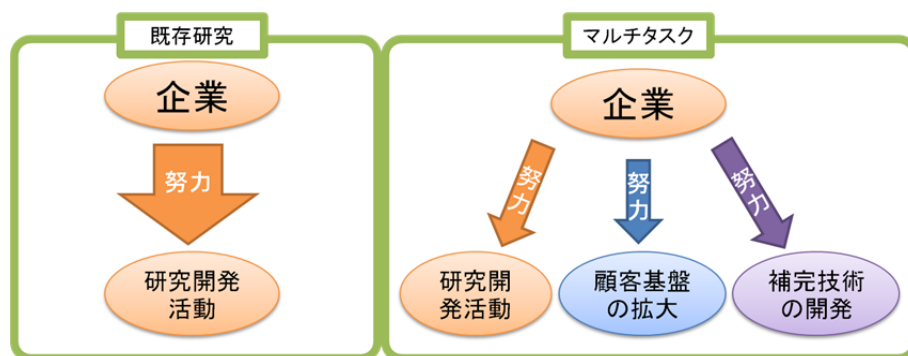 既存研究
企業
努力
研究開発
活動
マルチタスク
企業
努力
努力
努力
研究開
発活動
顧客基盤
の拡大
補完技術
の開発